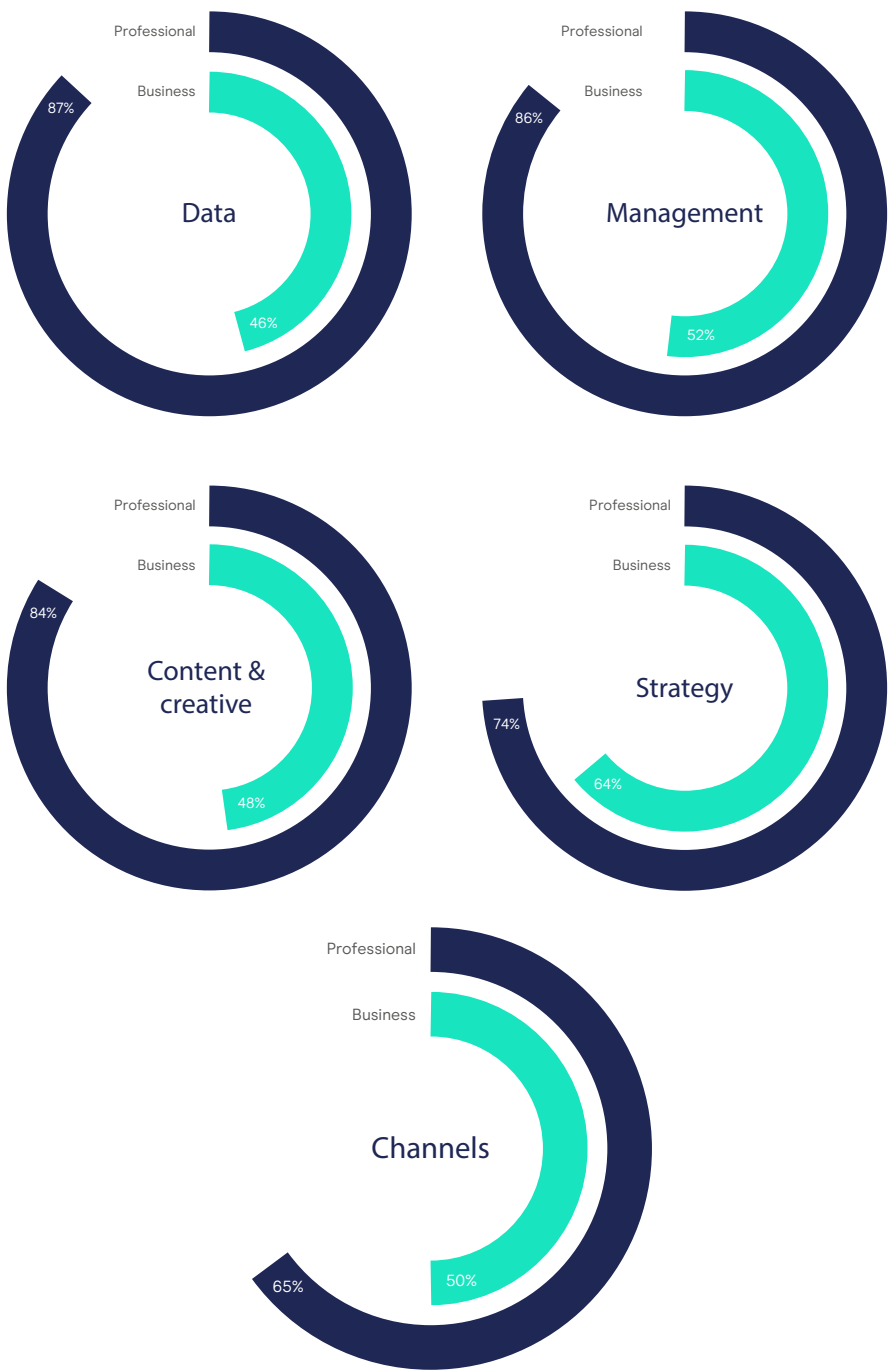 Professional
Business
87%
Data
46%
Professional
Business
86%
Management
52%
Professional
Business
84%
Content &
creative
48%
Professional
Business
74%
Strategy
64%
Professional
Business
Channels
65%
50%